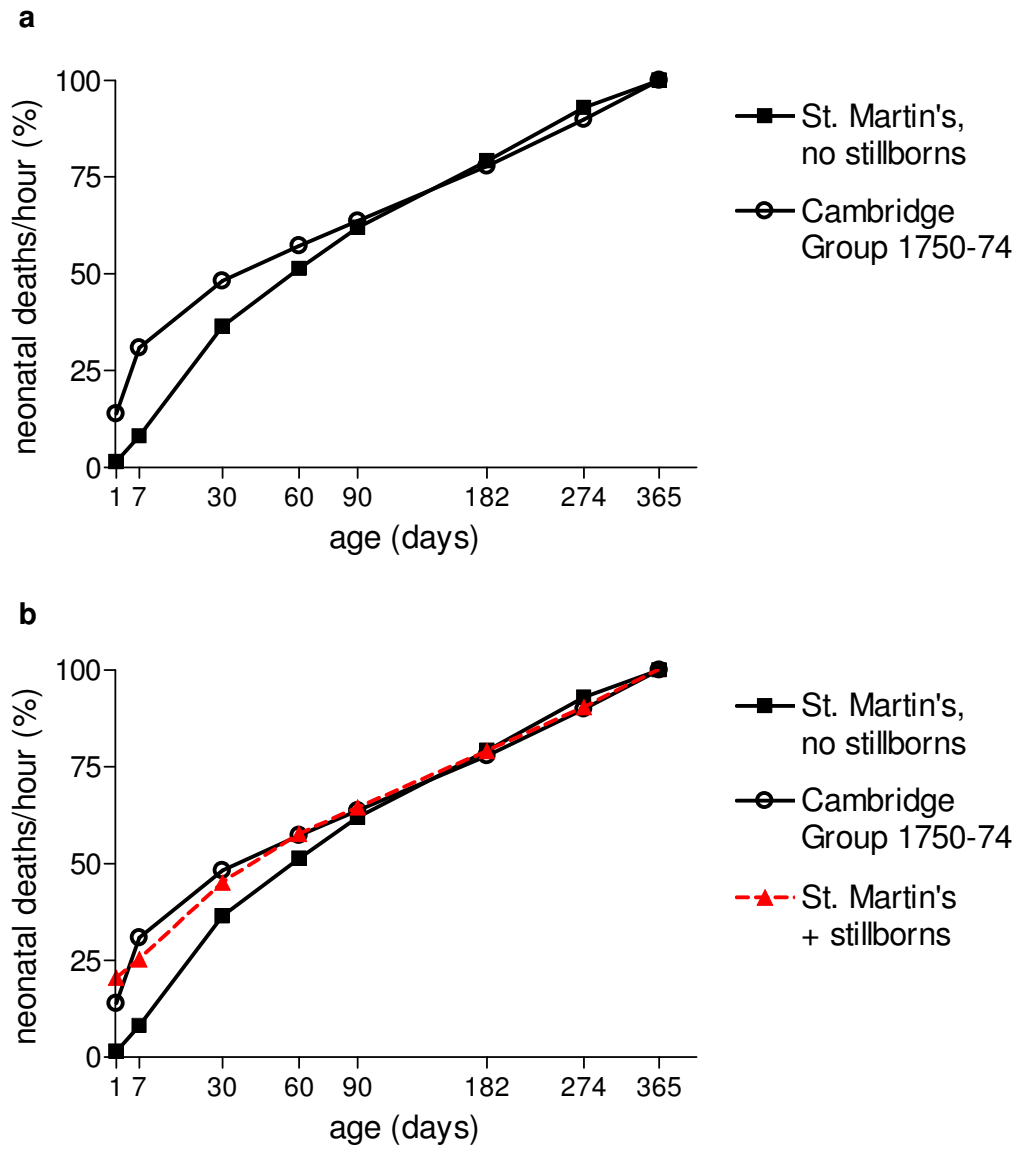 a
neonatal deaths/hour (%)
100
75
50
25
0
1 7 30 60 90 182 274 365
age (days)
St. Martin's,
no stillborns
Cambridge
Group 1750-74
b
neonatal deaths/hour (%)
100
75
50
25
0
1 7 30 60 90 182 274 365
age (days)
St. Martin's,
no stillborns
Cambridge
Group 1750-74
St. Martin's
+ stillborns